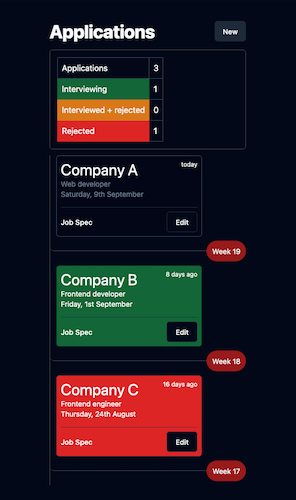 Applications
New
Applications 3
Interviewing 1
Interviewed + rejected 0
Rejected 1
Company A
today
Web developer
Saturday, 9th September
Job Spec
Edit
Week 19
Company B
8 days ago
Frontend developer
Friday, 1st September
Job Spec
Edit
Week 18
Company C
16 days ago
Frontend engineer
Thursday, 24th August
Job Spec
Edit
Week 17